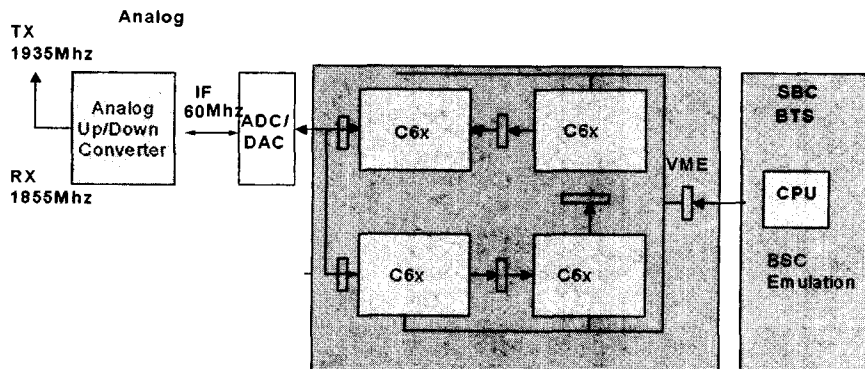 Analog
TX
1935Mhz
Analog
Up/Down
Converter
RX
1855Mhz
IF
60Mhz
ADC/
DAC
C6x
C6x
C6x
C6x
VME
SBC
BTS
CPU
BSC
Emulation